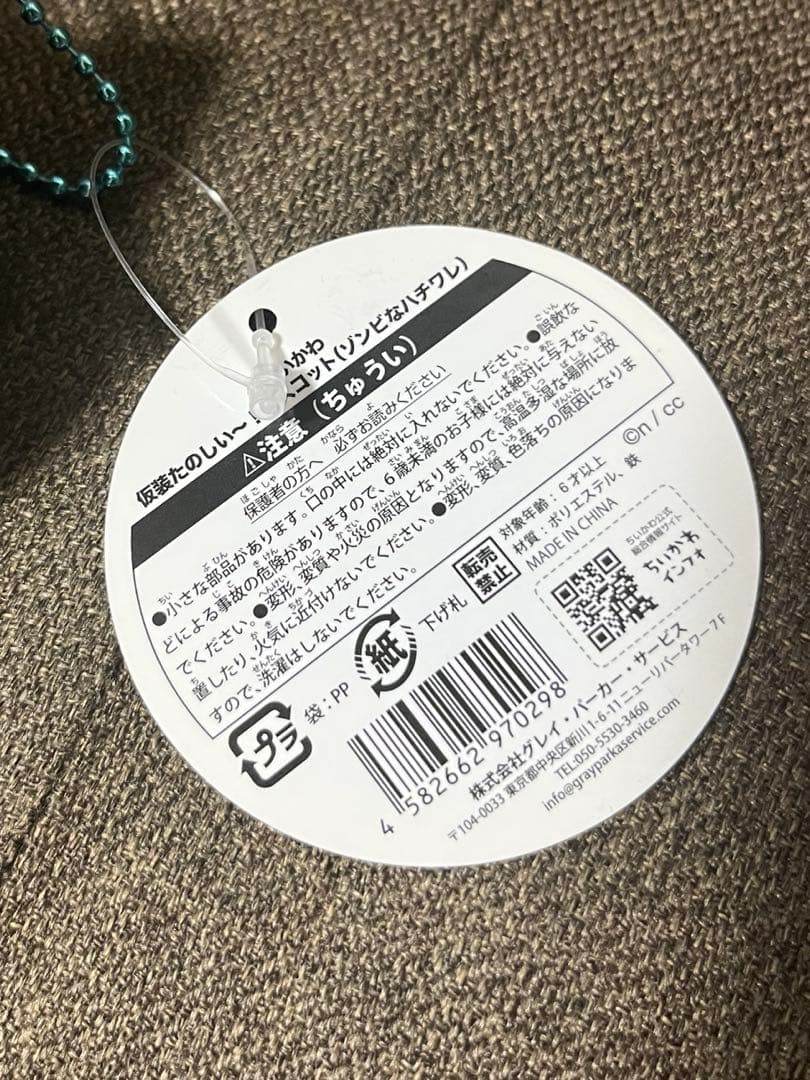 いかわ
仮装たのしい〜 スコット(ゾンビなハチワレ)
⚠注意(ちゅうい)
保護者の方へ 必ずお読みください
●小さな部品があります。口の中には絶対に入れないでください。●誤飲な
どによる事故の危険がありますので、6歳未満のお子様には絶対に与えない
でください。●変形、変質や火災の原因となりますので、高温多湿な場所に放
置したり、火気に近付けないでください。●変形、変質、色落ちの原因になりま
すので、洗濯はしないでください。
©n / cc
対象年齢:6才以上
材質:ポリエステル、鉄
MADE IN CHINA
転売
禁止
ちいかわ公式
総合情報サイト
ちいかわ
インフォ
プラ
袋:PP
紙
下げ札
4 582662 970298
株式会社グレイ・パーカー・サービス
〒104-0033 東京都中央区新川1-6-11ニューリバータワー7F
TEL:050-5530-3460
info@grayparkaservice.com